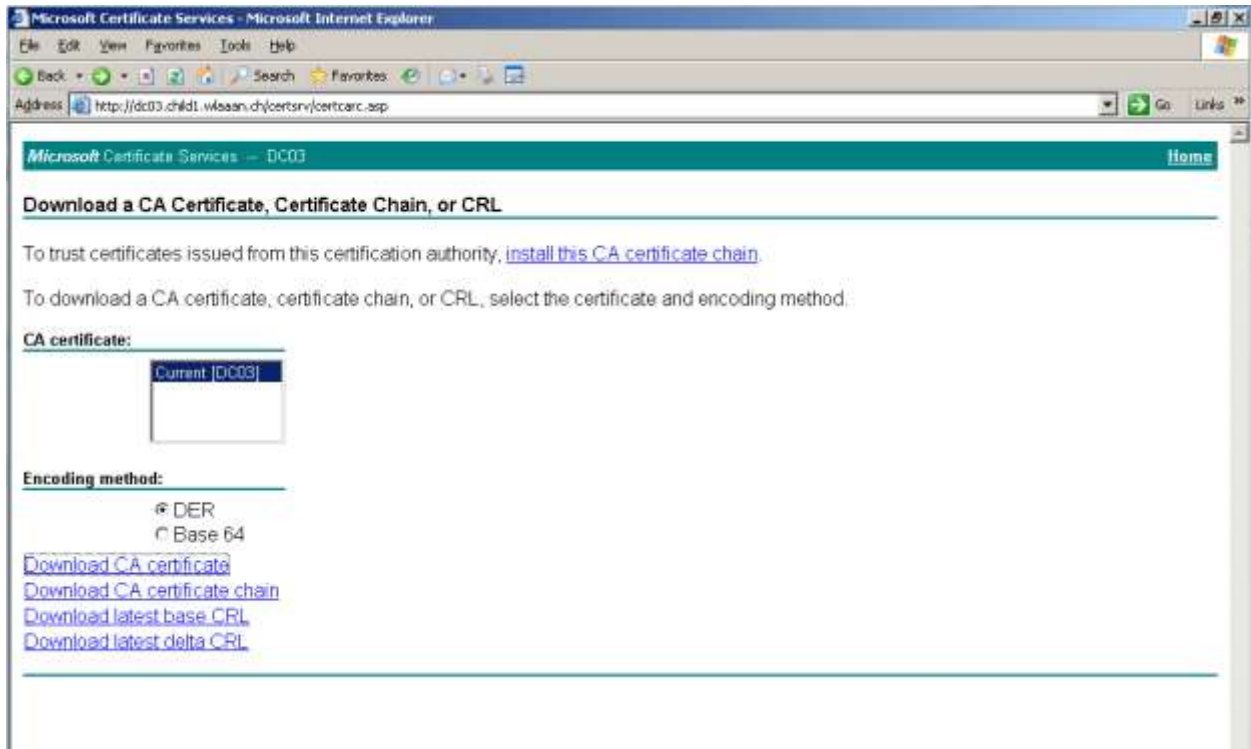 Microsoft Certificate Services - Microsoft Internet Explorer
File Edit View Favorites Tools Help
Back Search Favorites
Address http://dc03.child1.wlaaan.ch/certsrv/certcarc.asp Go Links »
Microsoft Certificate Services -- DC03 Home
Download a CA Certificate, Certificate Chain, or CRL
To trust certificates issued from this certification authority, install this CA certificate chain.
To download a CA certificate, certificate chain, or CRL, select the certificate and encoding method.
CA certificate:
Current [DC03]
Encoding method:
DER
Base 64
Download CA certificate
Download CA certificate chain
Download latest base CRL
Download latest delta CRL